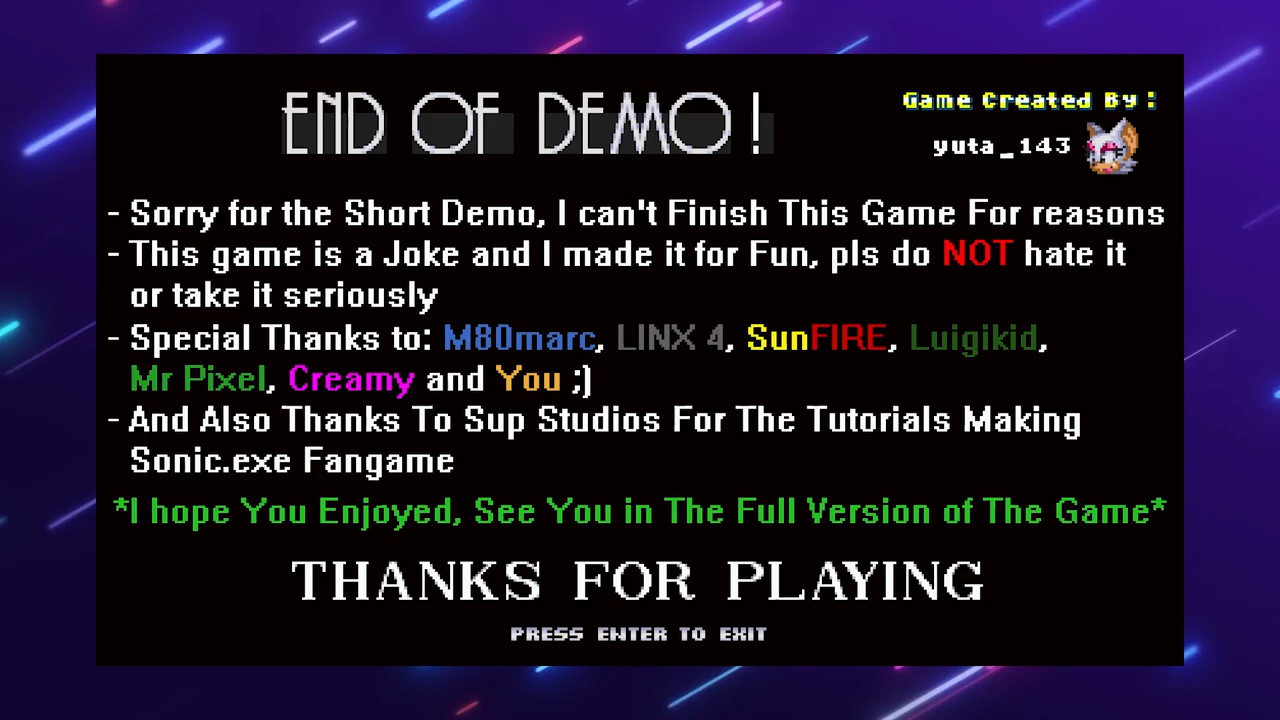 END OF DEMO !
Game Created By :
yuta_143
- Sorry for the Short Demo, I can't Finish This Game For reasons
- This game is a Joke and I made it for Fun, pls do NOT hate it
or take it seriously
- Special Thanks to: M80marc, LINX 4, SunFIRE, Luigikid,
Mr Pixel, Creamy and You ;)
- And Also Thanks To Sup Studios For The Tutorials Making
Sonic.exe Fangame
*I hope You Enjoyed, See You in The Full Version of The Game*
THANKS FOR PLAYING
PRESS ENTER TO EXIT